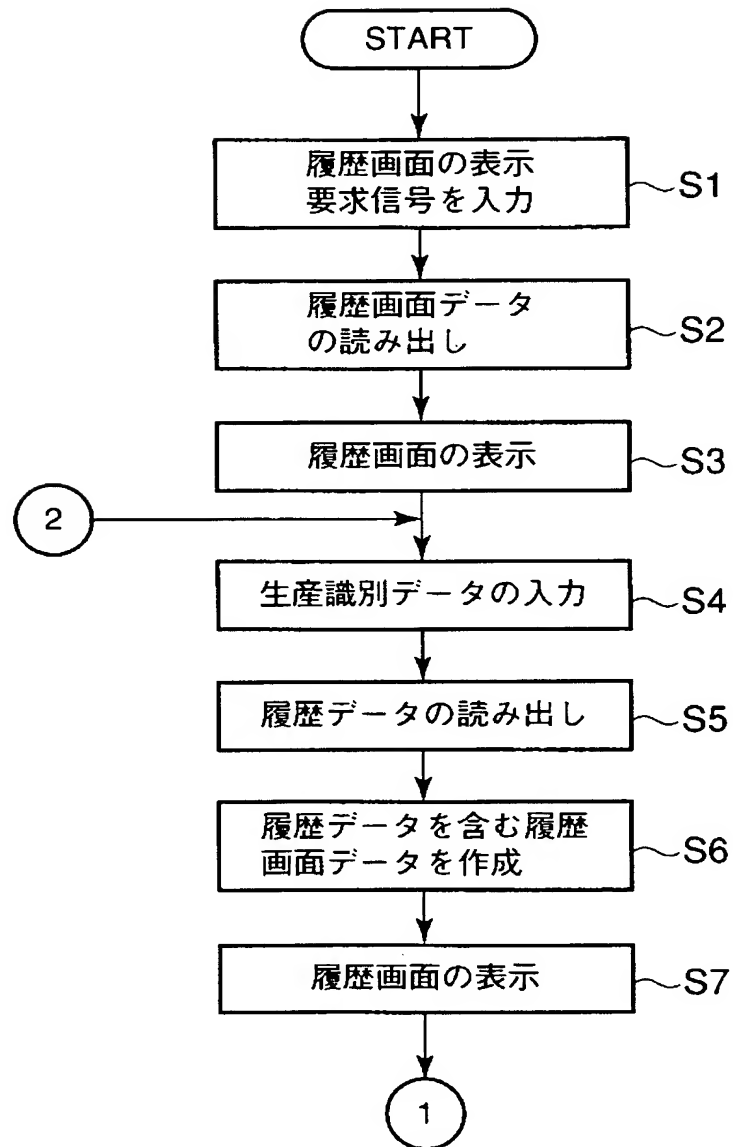 START
履歴画面の表示
要求信号を入力
S1
履歴画面データ
の読み出し
S2
履歴画面の表示
S3
2
生産識別データの入力
S4
履歴データの読み出し
S5
履歴データを含む履歴
画面データを作成
S6
履歴画面の表示
S7
1